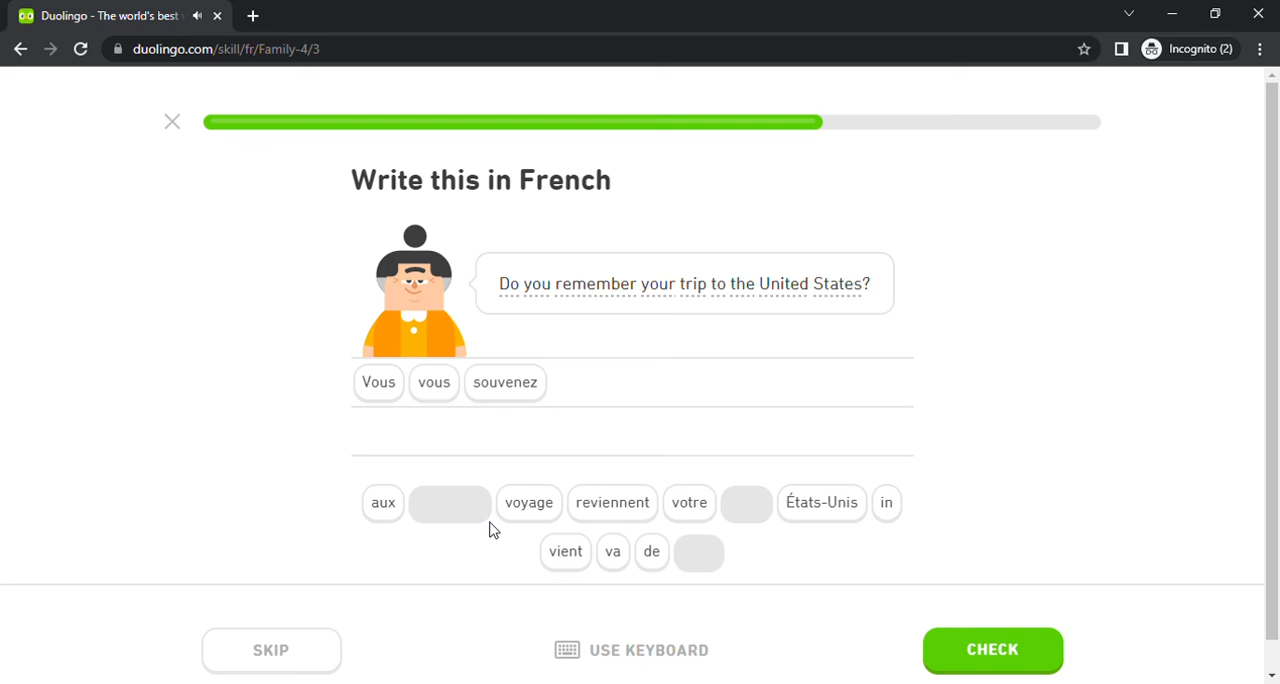 Duolingo - The world's best
duolingo.com/skill/fr/Family-4/3
Incognito (2)
Write this in French
Do you remember your trip to the United States?
Vous vous souvenez
aux voyage reviennent votre États-Unis in
vient va de
SKIP USE KEYBOARD CHECK